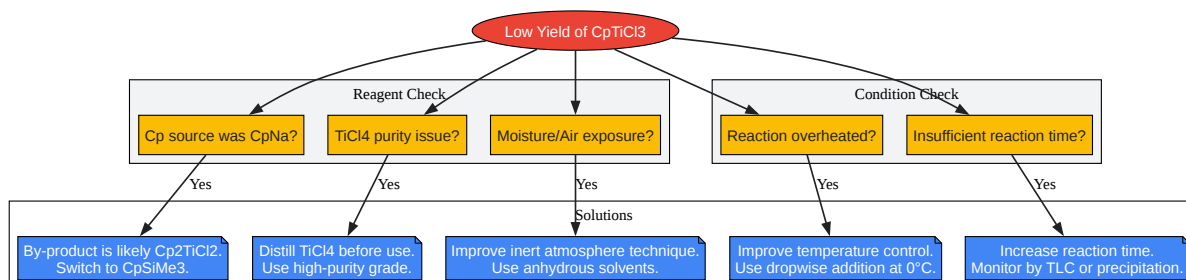 Low Yield of CpTiCl3
Reagent Check
Condition Check
Cp source was CpNa?
TiCl4 purity issue?
Moisture/Air exposure?
Reaction overheated?
Insufficient reaction time?
Yes
Yes
Yes
Yes
Yes
Solutions
By-product is likely Cp2TiCl2.
Switch to CpSiMe3.
Distill TiCl4 before use.
Use high-purity grade.
Improve inert atmosphere technique.
Use anhydrous solvents.
Improve temperature control.
Use dropwise addition at 0°C.
Increase reaction time.
Monitor by TLC or precipitation.